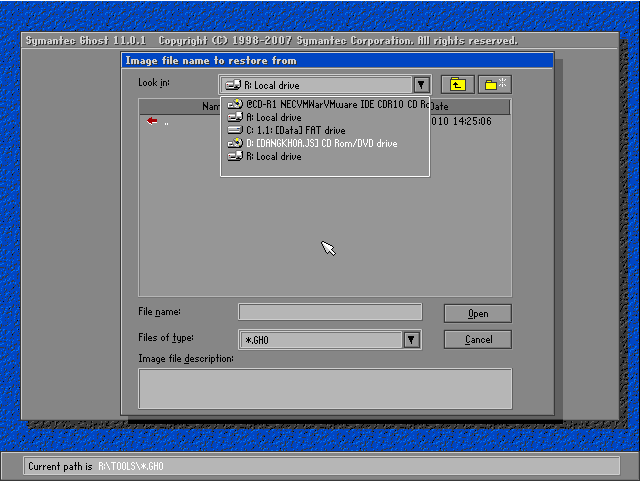 Symantec Ghost 11.0.1 Copyright (C) 1998-2007 Symantec Corporation. All rights reserved.
Image file name to restore from
Look in:
R: Local drive
Nam
Date
@CD-R1 NECVMWarVMware IDE CDR10 CD Ro
A: Local drive
C: 1.1: [Data] FAT drive
D: [DANGKHOA.JS] CD Rom/DVD drive
R: Local drive
..
010 14:25:06
File name:
Open
Files of type:
*.GHO
Cancel
Image file description:
Current path is R:\TOOLS\*.GHO